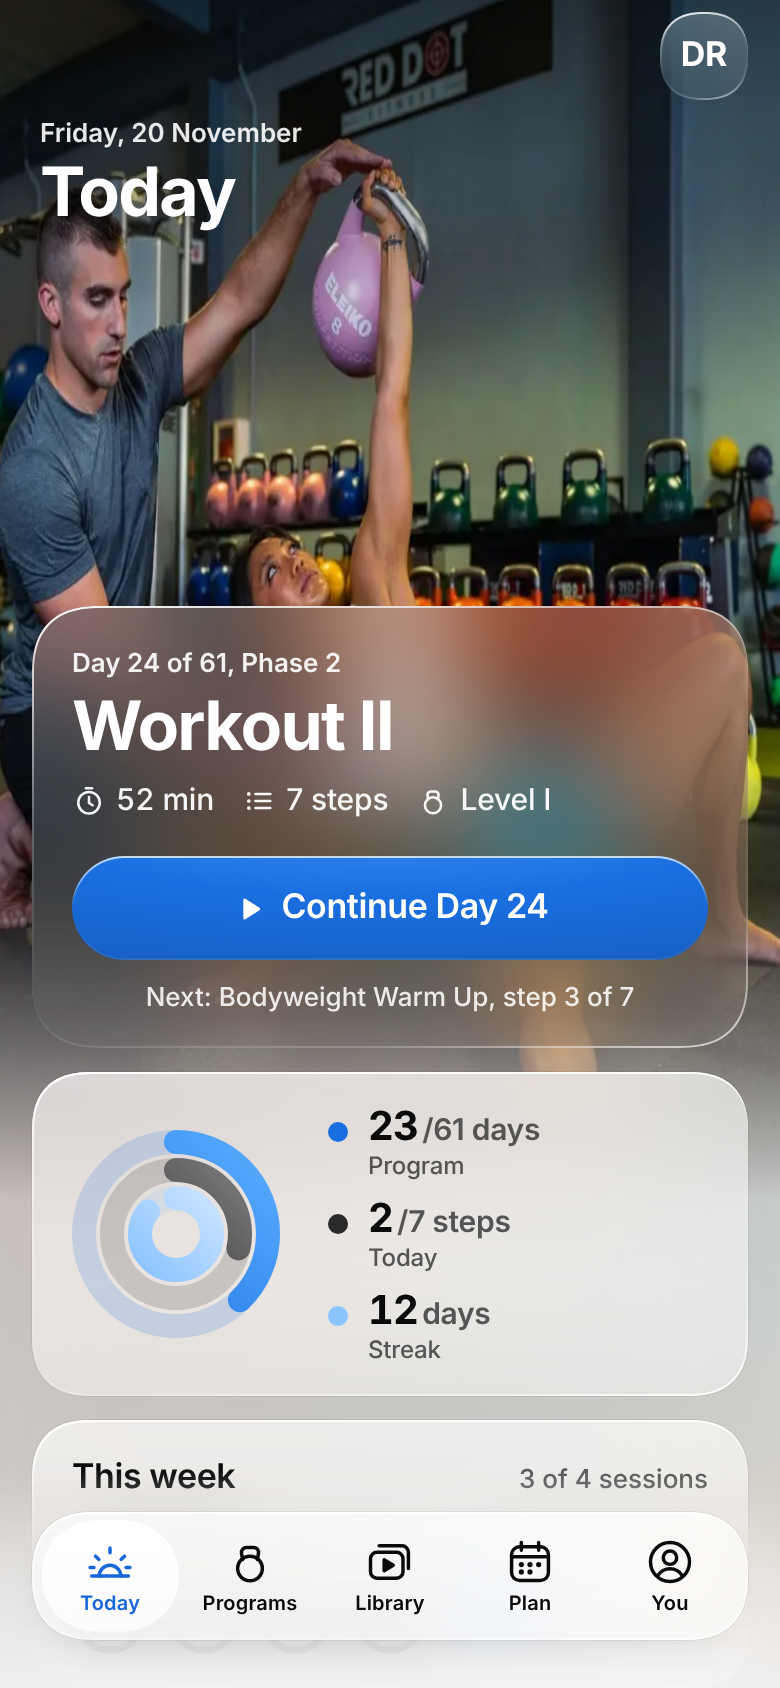 DR
RED DOT
FITNESS
Friday, 20 November
Today
ELEIKO
8
Day 24 of 61, Phase 2
Workout II
52 min 7 steps Level I
Continue Day 24
Next: Bodyweight Warm Up, step 3 of 7
23/61 days
Program
2/7 steps
Today
12 days
Streak
This week
3 of 4 sessions
Today Programs Library Plan You